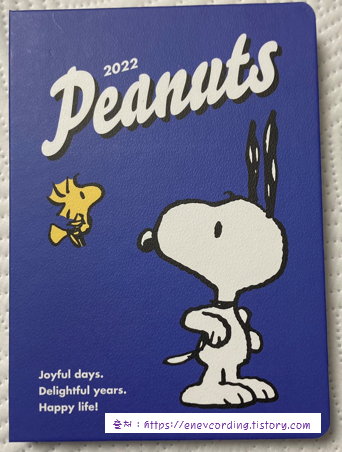 2022
Peanuts
Joyful days.
Delightful years.
Happy life!
출처 : https://enevcording.tistory.com